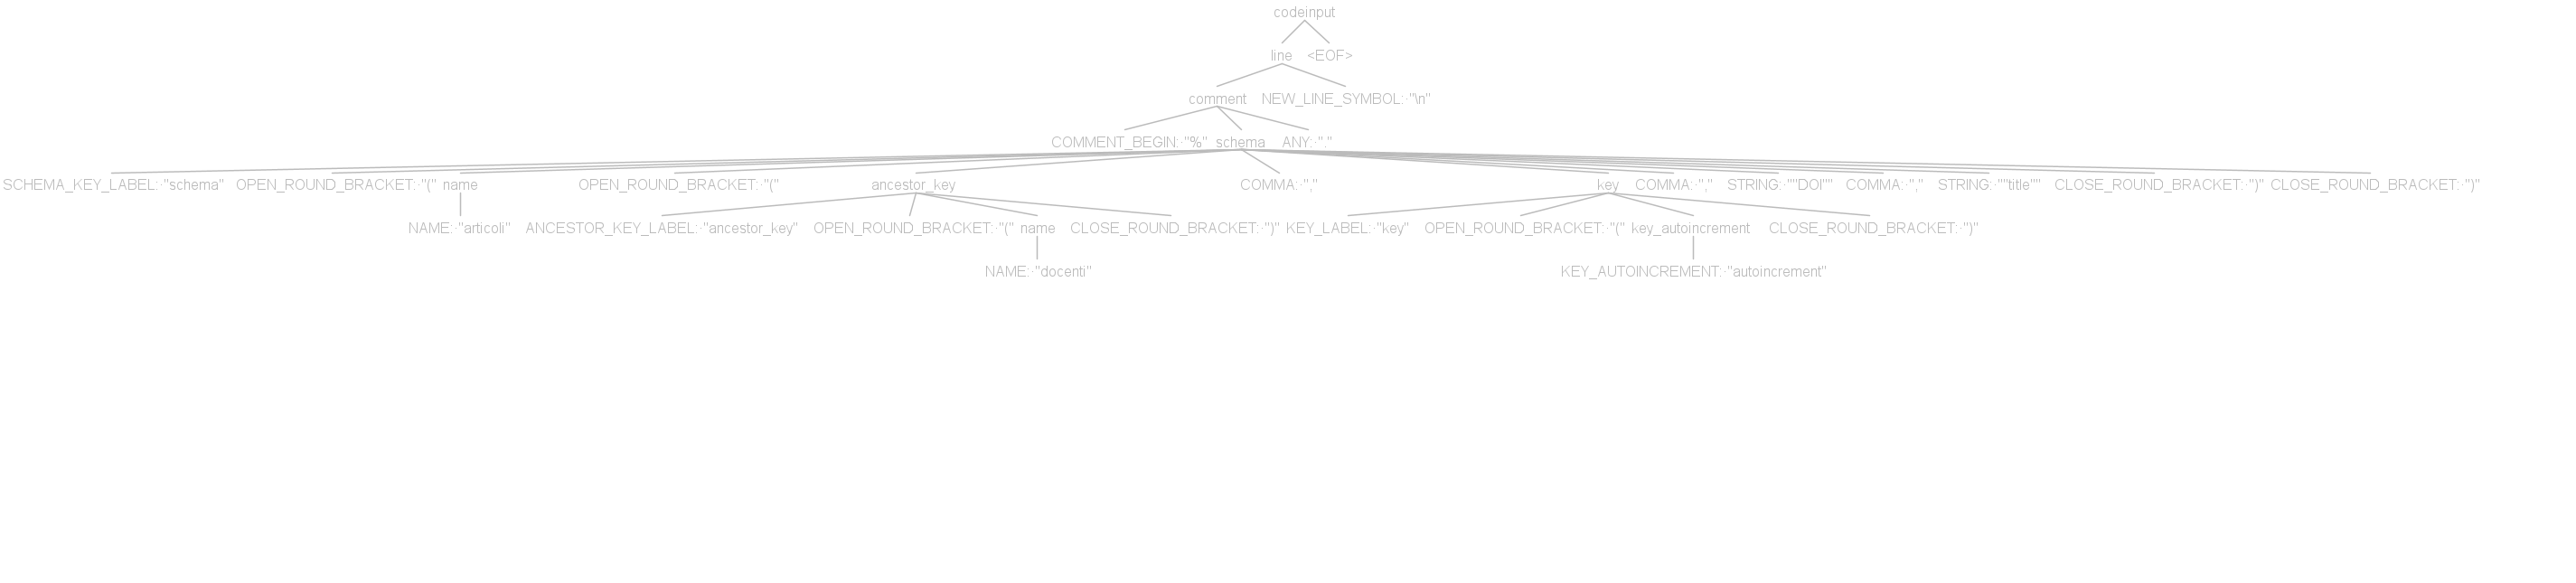 codeinput
line <EOF>
comment NEW_LINE_SYMBOL:·"\n"
COMMENT_BEGIN:·"%" schema ANY:·"."
SCHEMA_KEY_LABEL:·"schema" OPEN_ROUND_BRACKET:·"(" name OPEN_ROUND_BRACKET:·"(" ancestor_key COMMA:·"," key COMMA:·"," STRING:·""DOI"" COMMA:·"," STRING:·""title"" CLOSE_ROUND_BRACKET:·")" CLOSE_ROUND_BRACKET:·")"
NAME:·"articoli" ANCESTOR_KEY_LABEL:·"ancestor_key" OPEN_ROUND_BRACKET:·"(" name CLOSE_ROUND_BRACKET:·")" KEY_LABEL:·"key" OPEN_ROUND_BRACKET:·"(" key_autoincrement CLOSE_ROUND_BRACKET:·")"
NAME:·"docenti" KEY_AUTOINCREMENT:·"autoincrement"